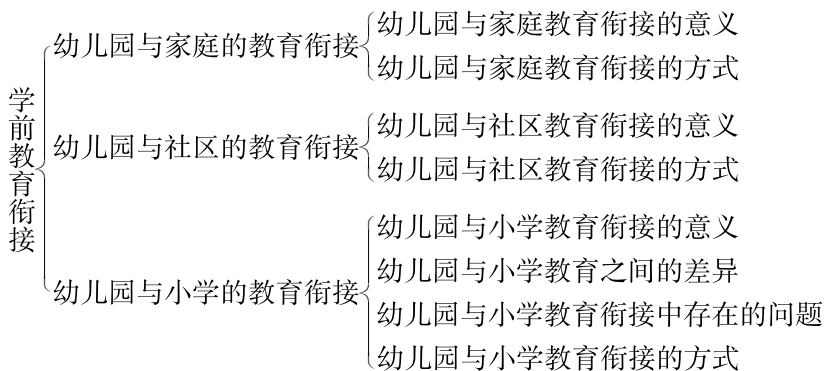 学前教育衔接
幼儿园与家庭的教育衔接
幼儿园与家庭教育衔接的意义
幼儿园与家庭教育衔接的方式
幼儿园与社区的教育衔接
幼儿园与社区教育衔接的意义
幼儿园与社区教育衔接的方式
幼儿园与小学的教育衔接
幼儿园与小学教育衔接的意义
幼儿园与小学教育之间的差异
幼儿园与小学教育衔接中存在的问题
幼儿园与小学教育衔接的方式